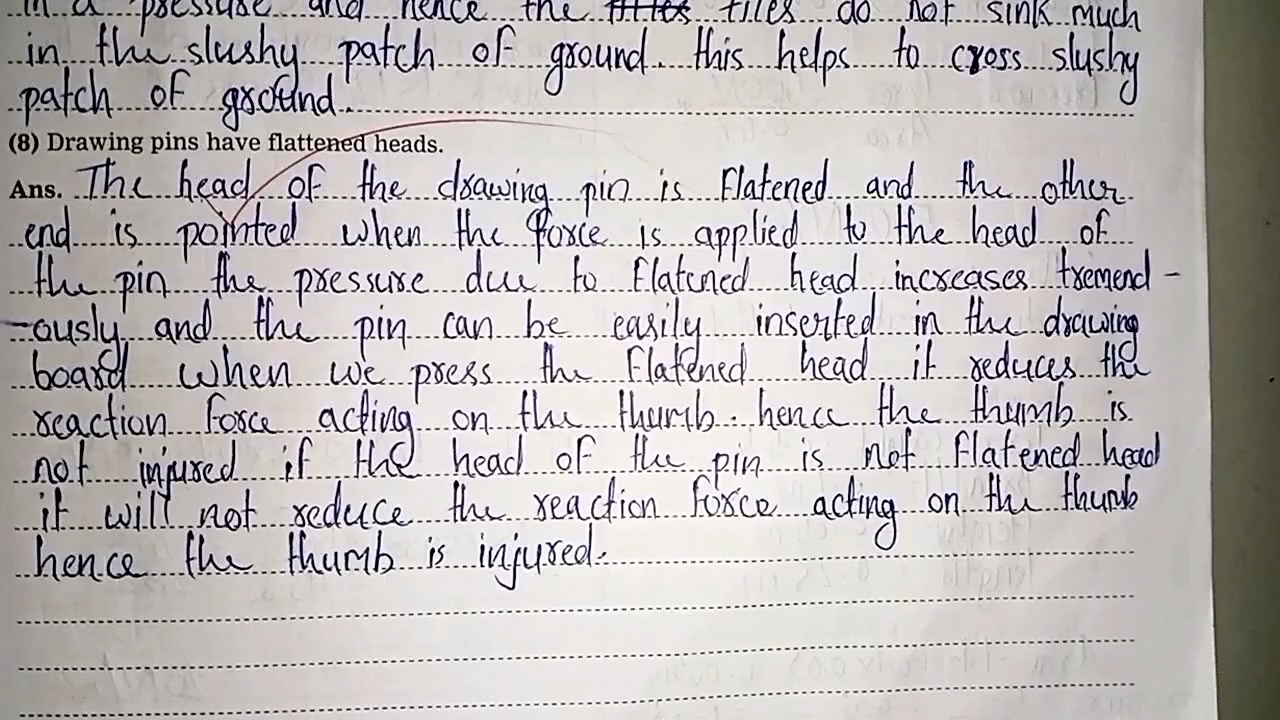 in a pressure and hence the tiles do not sink much
in the slushy patch of ground. this helps to cross slushy
patch of ground.
(8) Drawing pins have flattened heads.
Ans. The head of the drawing pin is flatened and the other
end is pointed when the force is applied to the head of
the pin the pressure due to flatened head increases tremend -
-ously and the pin can be easily inserted in the drawing
board when we press the flatened head it reduces the
reaction force acting on the thumb. hence the thumb is
not injured if the head of the pin is not flatened head
it will not reduce the reaction force acting on the thumb
hence the thumb is injured.